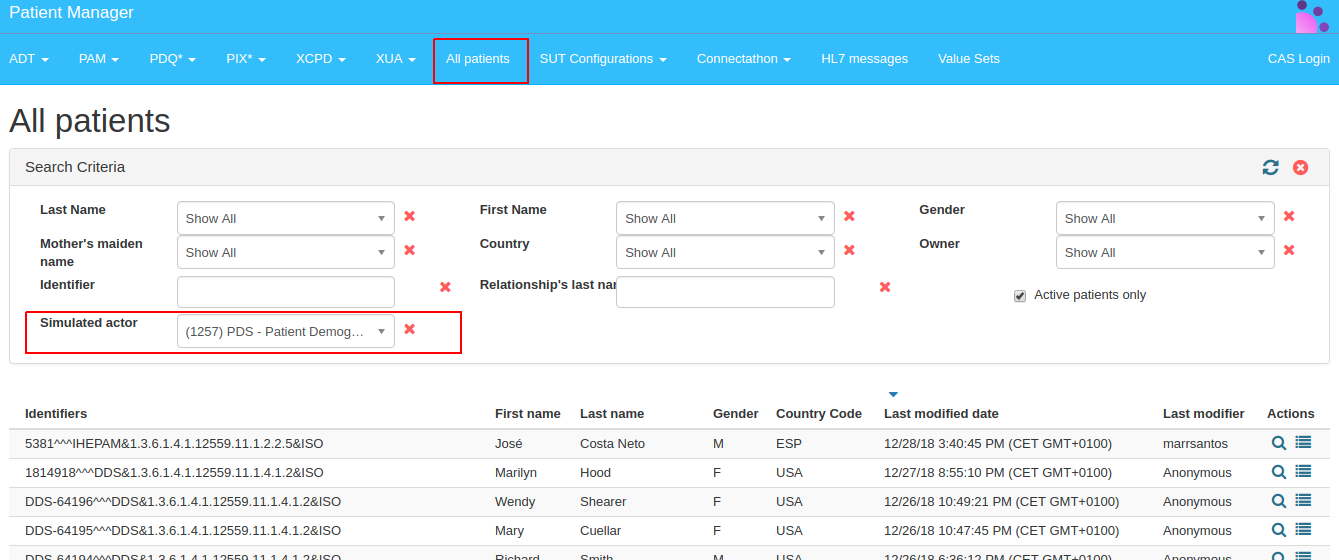 Patient Manager
ADT PAM PDQ* PIX* XCPD XUA All patients SUT Configurations Connectathon HL7 messages Value Sets CAS Login
All patients
Search Criteria
Last Name Show All First Name Show All Gender Show All
Mother's maiden name Show All Country Show All Owner Show All
Identifier Relationship's last nar Active patients only
Simulated actor (1257) PDS - Patient Demog...
Identifiers First name Last name Gender Country Code Last modified date Last modifier Actions
5381^^^IHEPAM&1.3.6.1.4.1.12559.11.1.2.2.5&ISO José Costa Neto M ESP 12/28/18 3:40:45 PM (CET GMT+0100) marrsantos
1814918^^^DDS&1.3.6.1.4.1.12559.11.1.4.1.2&ISO Marilyn Hood F USA 12/27/18 8:55:10 PM (CET GMT+0100) Anonymous
DDS-64196^^^DDS&1.3.6.1.4.1.12559.11.1.4.1.2&ISO Wendy Shearer F USA 12/26/18 10:49:21 PM (CET GMT+0100) Anonymous
DDS-64195^^^DDS&1.3.6.1.4.1.12559.11.1.4.1.2&ISO Mary Cuellar F USA 12/26/18 10:47:45 PM (CET GMT+0100) Anonymous
DDS-64194^^^DDS&1.3.6.1.4.1.12559.11.1.4.1.2&ISO Richard Smith M USA 12/26/18 6:36:12 PM (CET GMT+0100) Anonymous